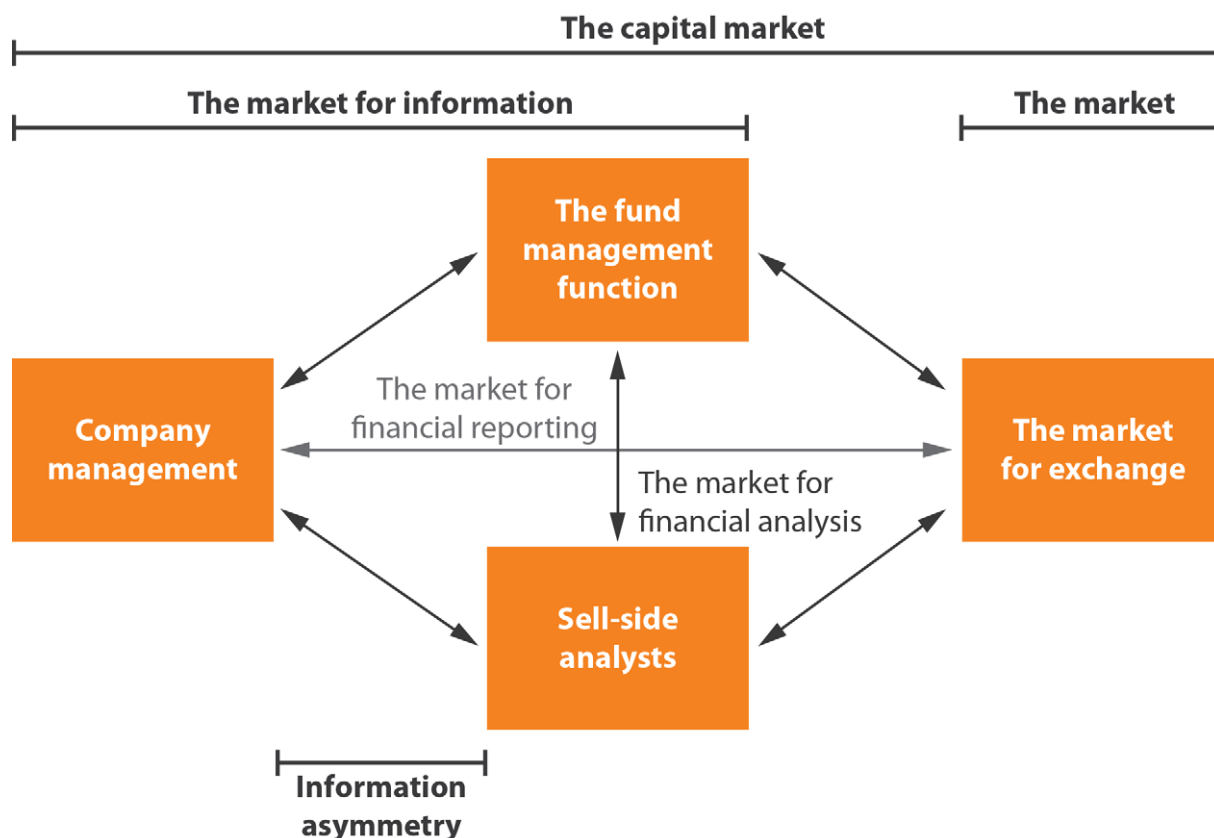 The capital market
The market for information
The market
The fund
management
function
The market for
financial reporting
Company
management
The market
for exchange
The market for
financial analysis
Sell-side
analysts
Information
asymmetry